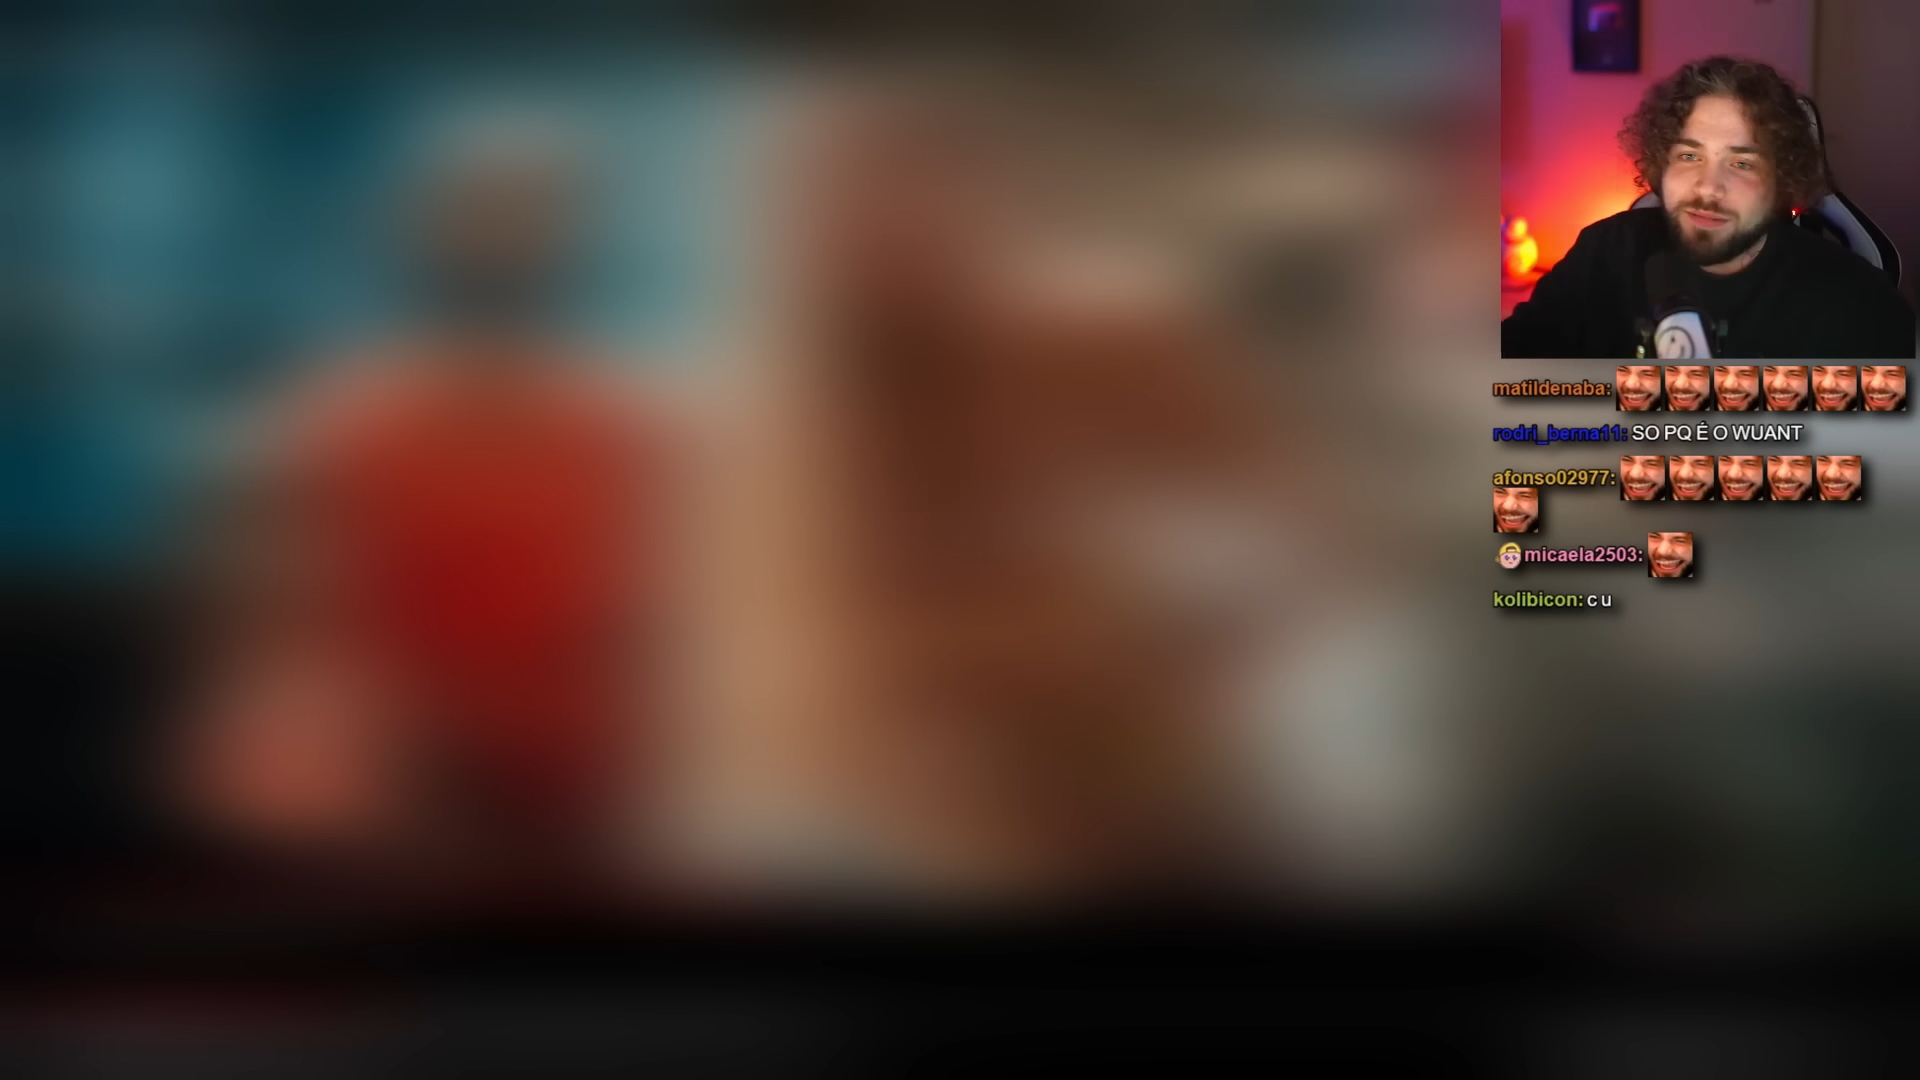 matildenaba:
rodri_berna11: SO PQ É O WUANT
afonso02977:
micaela2503:
kolibicon: c u